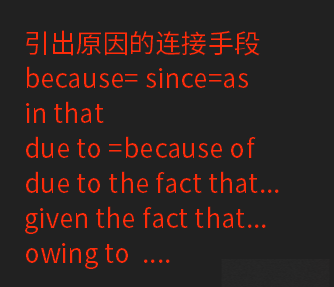 引出原因的连接手段
because= since=as
in that
due to =because of
due to the fact that...
given the fact that...
owing to  ....